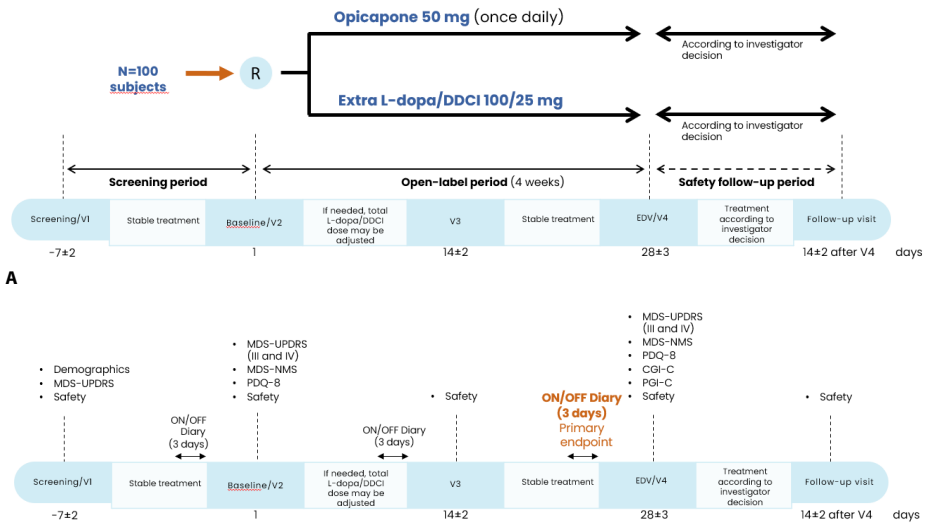 Opicapone 50 mg (once daily)
According to investigator
decision
N=100
subjects
R
Extra L-dopa/DDCI 100/25 mg
According to investigator
decision
Screening period
Open-label period (4 weeks)
Safety follow-up period
Screening/V1
Stable treatment
Baseline/V2
If needed, total
L-dopa/DDCI
dose may be
adjusted
V3
Stable treatment
EDV/V4
Treatment
according to
investigator
decision
Follow-up visit
-7±2
1
14±2
28±3
14±2 after V4
days
A
• Demographics
• MDS-UPDRS
• Safety
ON/OFF
Diary
(3 days)
• MDS-UPDRS
(III and IV)
• MDS-NMS
• PDQ-8
• Safety
ON/OFF Diary
(3 days)
• Safety
ON/OFF Diary
(3 days)
Primary
endpoint
• MDS-UPDRS
(III and IV)
• MDS-NMS
• PDQ-8
• CGI-C
• PGI-C
• Safety
• Safety
Screening/V1
Stable treatment
Baseline/V2
If needed, total
L-dopa/DDCI
dose may be
adjusted
V3
Stable treatment
EDV/V4
Treatment
according to
investigator
decision
Follow-up visit
-7±2
1
14±2
28±3
14±2 after V4
days